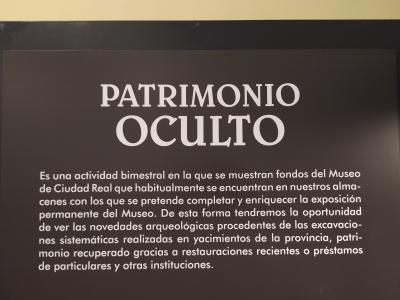 PATRIMONIO
OCULTO
Es una actividad bimestral en la que se muestran fondos del Museo
de Ciudad Real que habitualmente se encuentran en nuestros alma-
cenes con los que se pretende completar y enriquecer la exposición
permanente del Museo. De esta forma tendremos la oportunidad
de ver las novedades arqueológicas procedentes de las excavacio-
nes sistemáticas realizadas en yacimientos de la provincia, patri-
monio recuperado gracias a restauraciones recientes o préstamos
de particulares y otras instituciones.